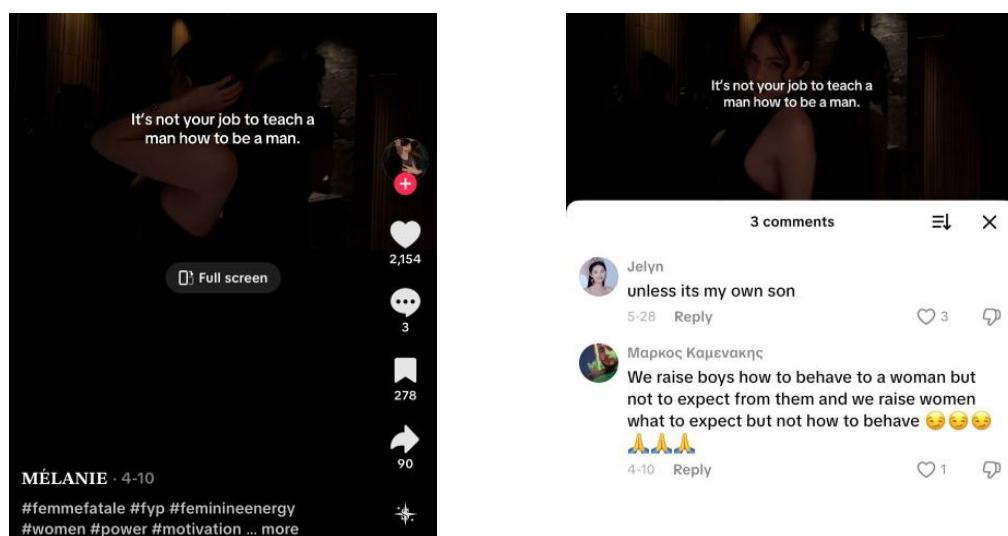 It's not your job to teach a
man how to be a man.
Full screen
2,154
3
278
90
MÉLANIE · 4-10
#femmefatale #fyp #feminineenergy
#women #power #motivation ... more
It's not your job to teach a
man how to be a man.
3 comments
Jelyn
unless its my own son
5-28 Reply
3
Μαρκος Καμενακης
We raise boys how to behave to a woman but
not to expect from them and we raise women
what to expect but not how to behave 😏😏😏
🙏🙏🙏
4-10 Reply
1